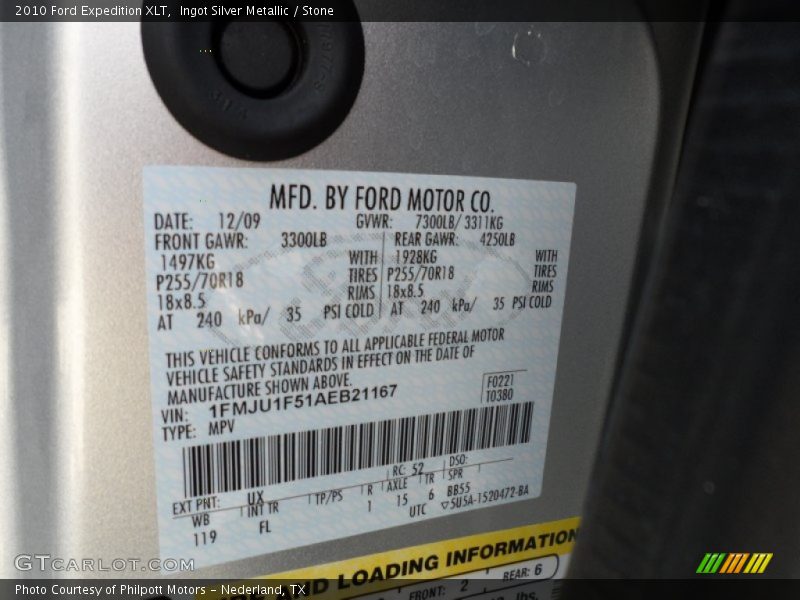 2010 Ford Expedition XLT,  Ingot Silver Metallic / Stone
MFD. BY FORD MOTOR CO.
DATE: 12/09 GVWR: 7300LB/ 3311KG
FRONT GAWR: 3300LB REAR GAWR: 4250LB
1497KG WITH 1928KG WITH
P255/70R18 TIRES P255/70R18 TIRES
18x8.5 RIMS 18x8.5 RIMS
AT 240 kPa/ 35 PSI COLD AT 240 kPa/ 35 PSI COLD
THIS VEHICLE CONFORMS TO ALL APPLICABLE FEDERAL MOTOR
VEHICLE SAFETY STANDARDS IN EFFECT ON THE DATE OF
MANUFACTURE SHOWN ABOVE.
VIN: 1FMJU1F51AEB21167 F0221
TYPE: MPV T0380
EXT PNT: UX RC: 52 DSO:
WB INT TR TP/PS R AXLE TR SPR
119 FL 1 15 6 BB55
UTC ▽5U5A-1520472-BA
AND LOADING INFORMATION
FRONT: 2 REAR: 6
lbs.
GTCARLOT.COM
Photo Courtesy of Philpott Motors - Nederland, TX